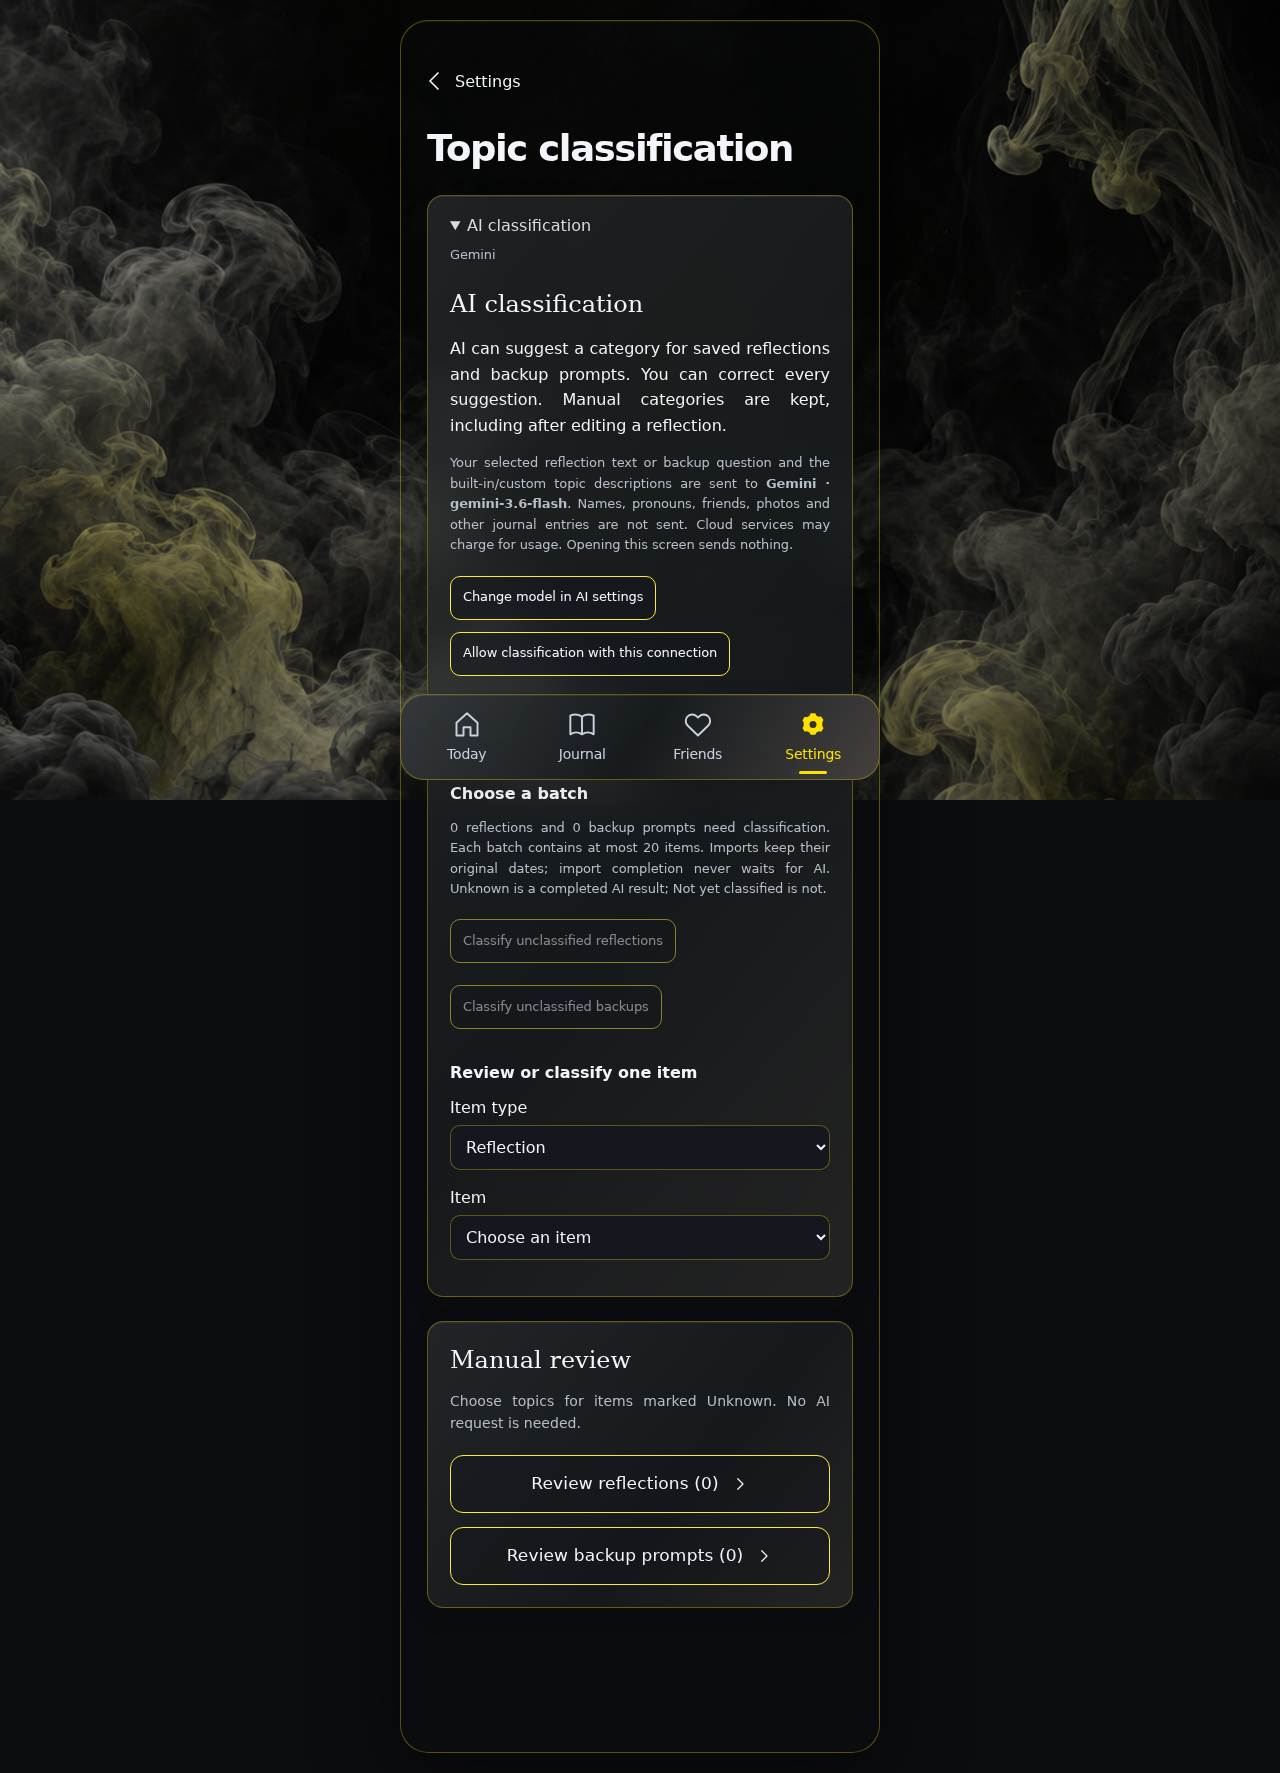 Settings
Topic classification
▼ AI classification
Gemini
AI classification
AI can suggest a category for saved reflections
and backup prompts. You can correct every
suggestion. Manual categories are kept,
including after editing a reflection.
Your selected reflection text or backup question and the
built-in/custom topic descriptions are sent to Gemini ·
gemini-3.6-flash. Names, pronouns, friends, photos and
other journal entries are not sent. Cloud services may
charge for usage. Opening this screen sends nothing.
Change model in AI settings
Allow classification with this connection
Today
Journal
Friends
Settings
Choose a batch
0 reflections and 0 backup prompts need classification.
Each batch contains at most 20 items. Imports keep their
original dates; import completion never waits for AI.
Unknown is a completed AI result; Not yet classified is not.
Classify unclassified reflections
Classify unclassified backups
Review or classify one item
Item type
Reflection
Item
Choose an item
Manual review
Choose topics for items marked Unknown. No AI
request is needed.
Review reflections (0)
Review backup prompts (0)